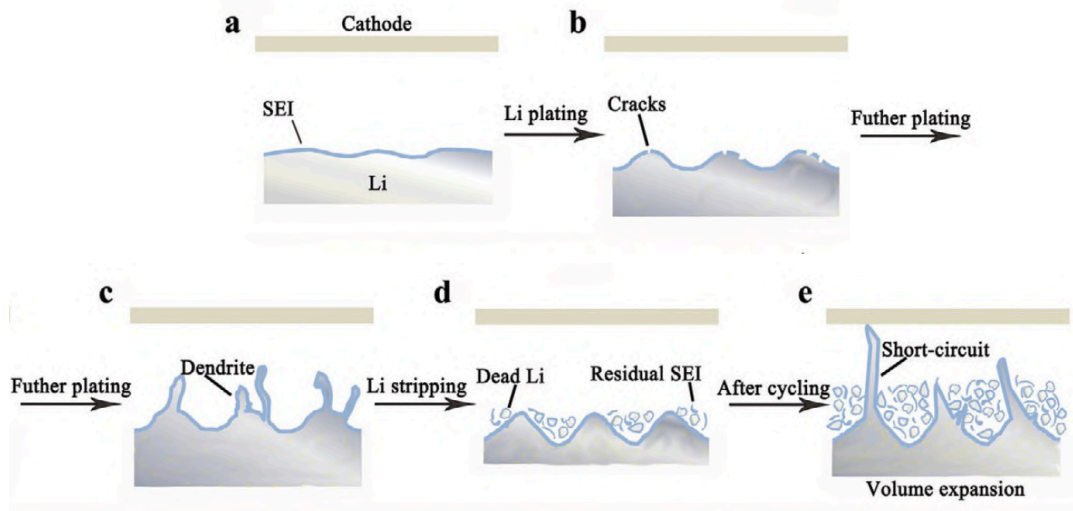 a
Cathode
SEI
Li
Li plating
b
Cracks
Futher plating
Futher plating
c
Dendrite
Li stripping
d
Dead Li
Residual SEI
After cycling
e
Short-circuit
Volume expansion